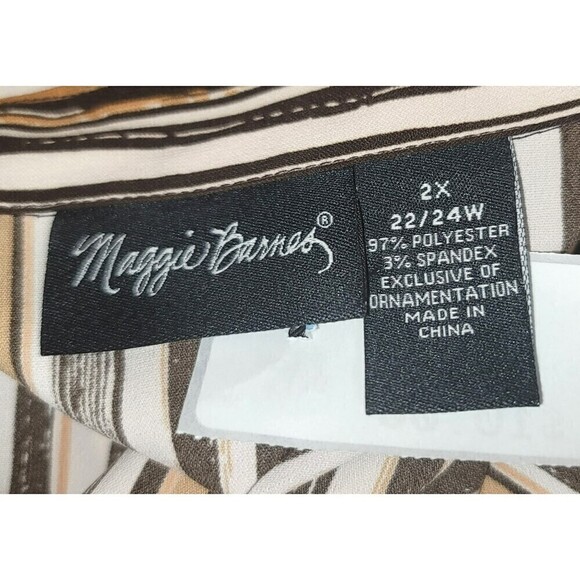 Maggie Barnes®
2X
22/24W
97% POLYESTER
3% SPANDEX
EXCLUSIVE OF
ORNAMENTATION
MADE IN
CHINA